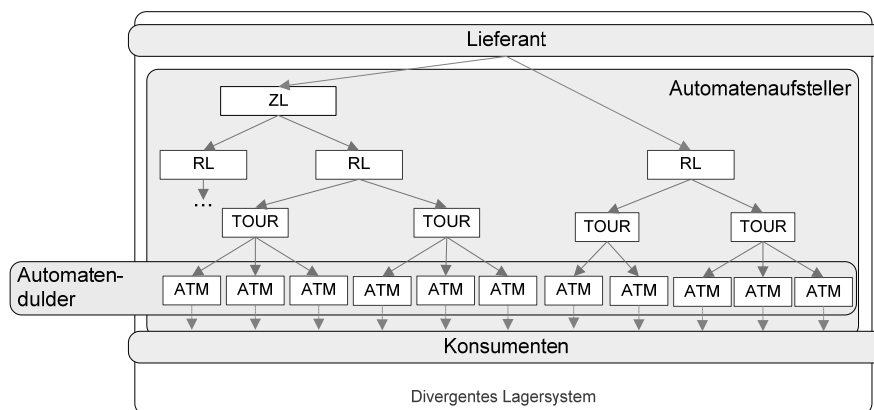 Lieferant
Automatenaufsteller
ZL
RL
RL
RL
...
TOUR
TOUR
TOUR
TOUR
Automaten-
dulder
ATM
ATM
ATM
ATM
ATM
ATM
ATM
ATM
ATM
ATM
ATM
Konsumenten
Divergentes Lagersystem